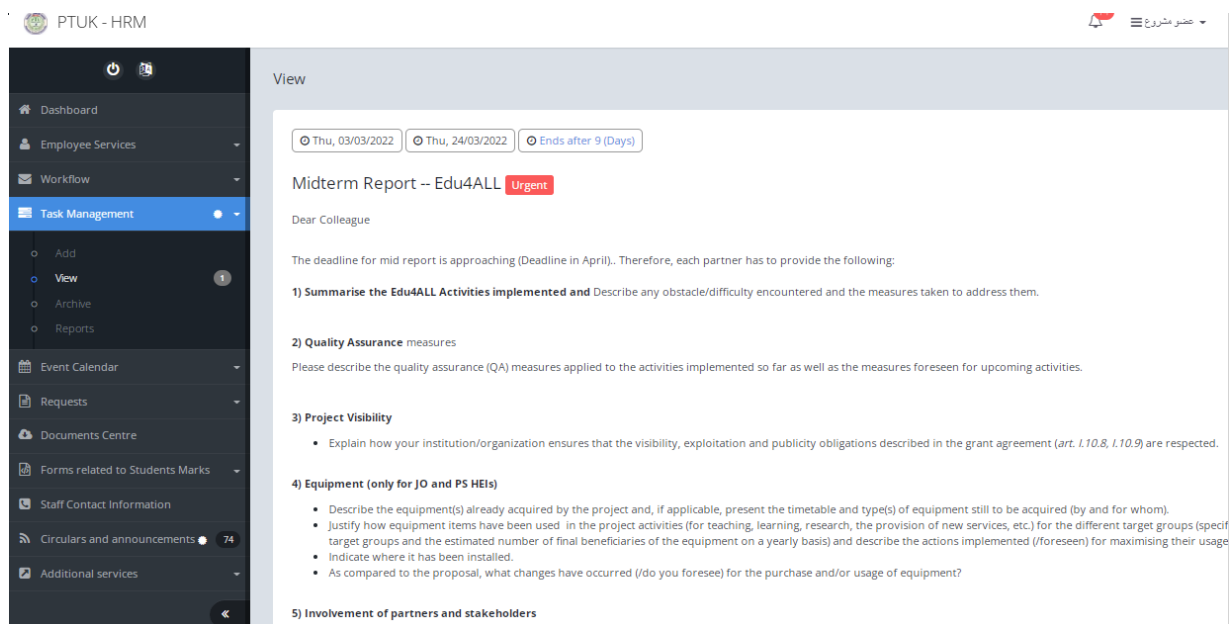 PTUK - HRM
عضو مشروع
View
Dashboard
Employee Services
Workflow
Task Management
Add
View 1
Archive
Reports
Event Calendar
Requests
Documents Centre
Forms related to Students Marks
Staff Contact Information
Circulars and announcements 74
Additional services
Thu, 03/03/2022 Thu, 24/03/2022 Ends after 9 (Days)
Midterm Report -- Edu4ALL Urgent
Dear Colleague
The deadline for mid report is approaching (Deadline in April).. Therefore, each partner has to provide the following:
1) Summarise the Edu4ALL Activities implemented and Describe any obstacle/difficulty encountered and the measures taken to address them.
2) Quality Assurance measures
Please describe the quality assurance (QA) measures applied to the activities implemented so far as well as the measures foreseen for upcoming activities.
3) Project Visibility
Explain how your institution/organization ensures that the visibility, exploitation and publicity obligations described in the grant agreement (art. I.10.8, I.10.9) are respected.
4) Equipment (only for JO and PS HEIs)
Describe the equipment(s) already acquired by the project and, if applicable, present the timetable and type(s) of equipment still to be acquired (by and for whom).
Justify how equipment items have been used in the project activities (for teaching, learning, research, the provision of new services, etc.) for the different target groups (specif
target groups and the estimated number of final beneficiaries of the equipment on a yearly basis) and describe the actions implemented (/foreseen) for maximising their usage
Indicate where it has been installed.
As compared to the proposal, what changes have occurred (/do you foresee) for the purchase and/or usage of equipment?
5) Involvement of partners and stakeholders